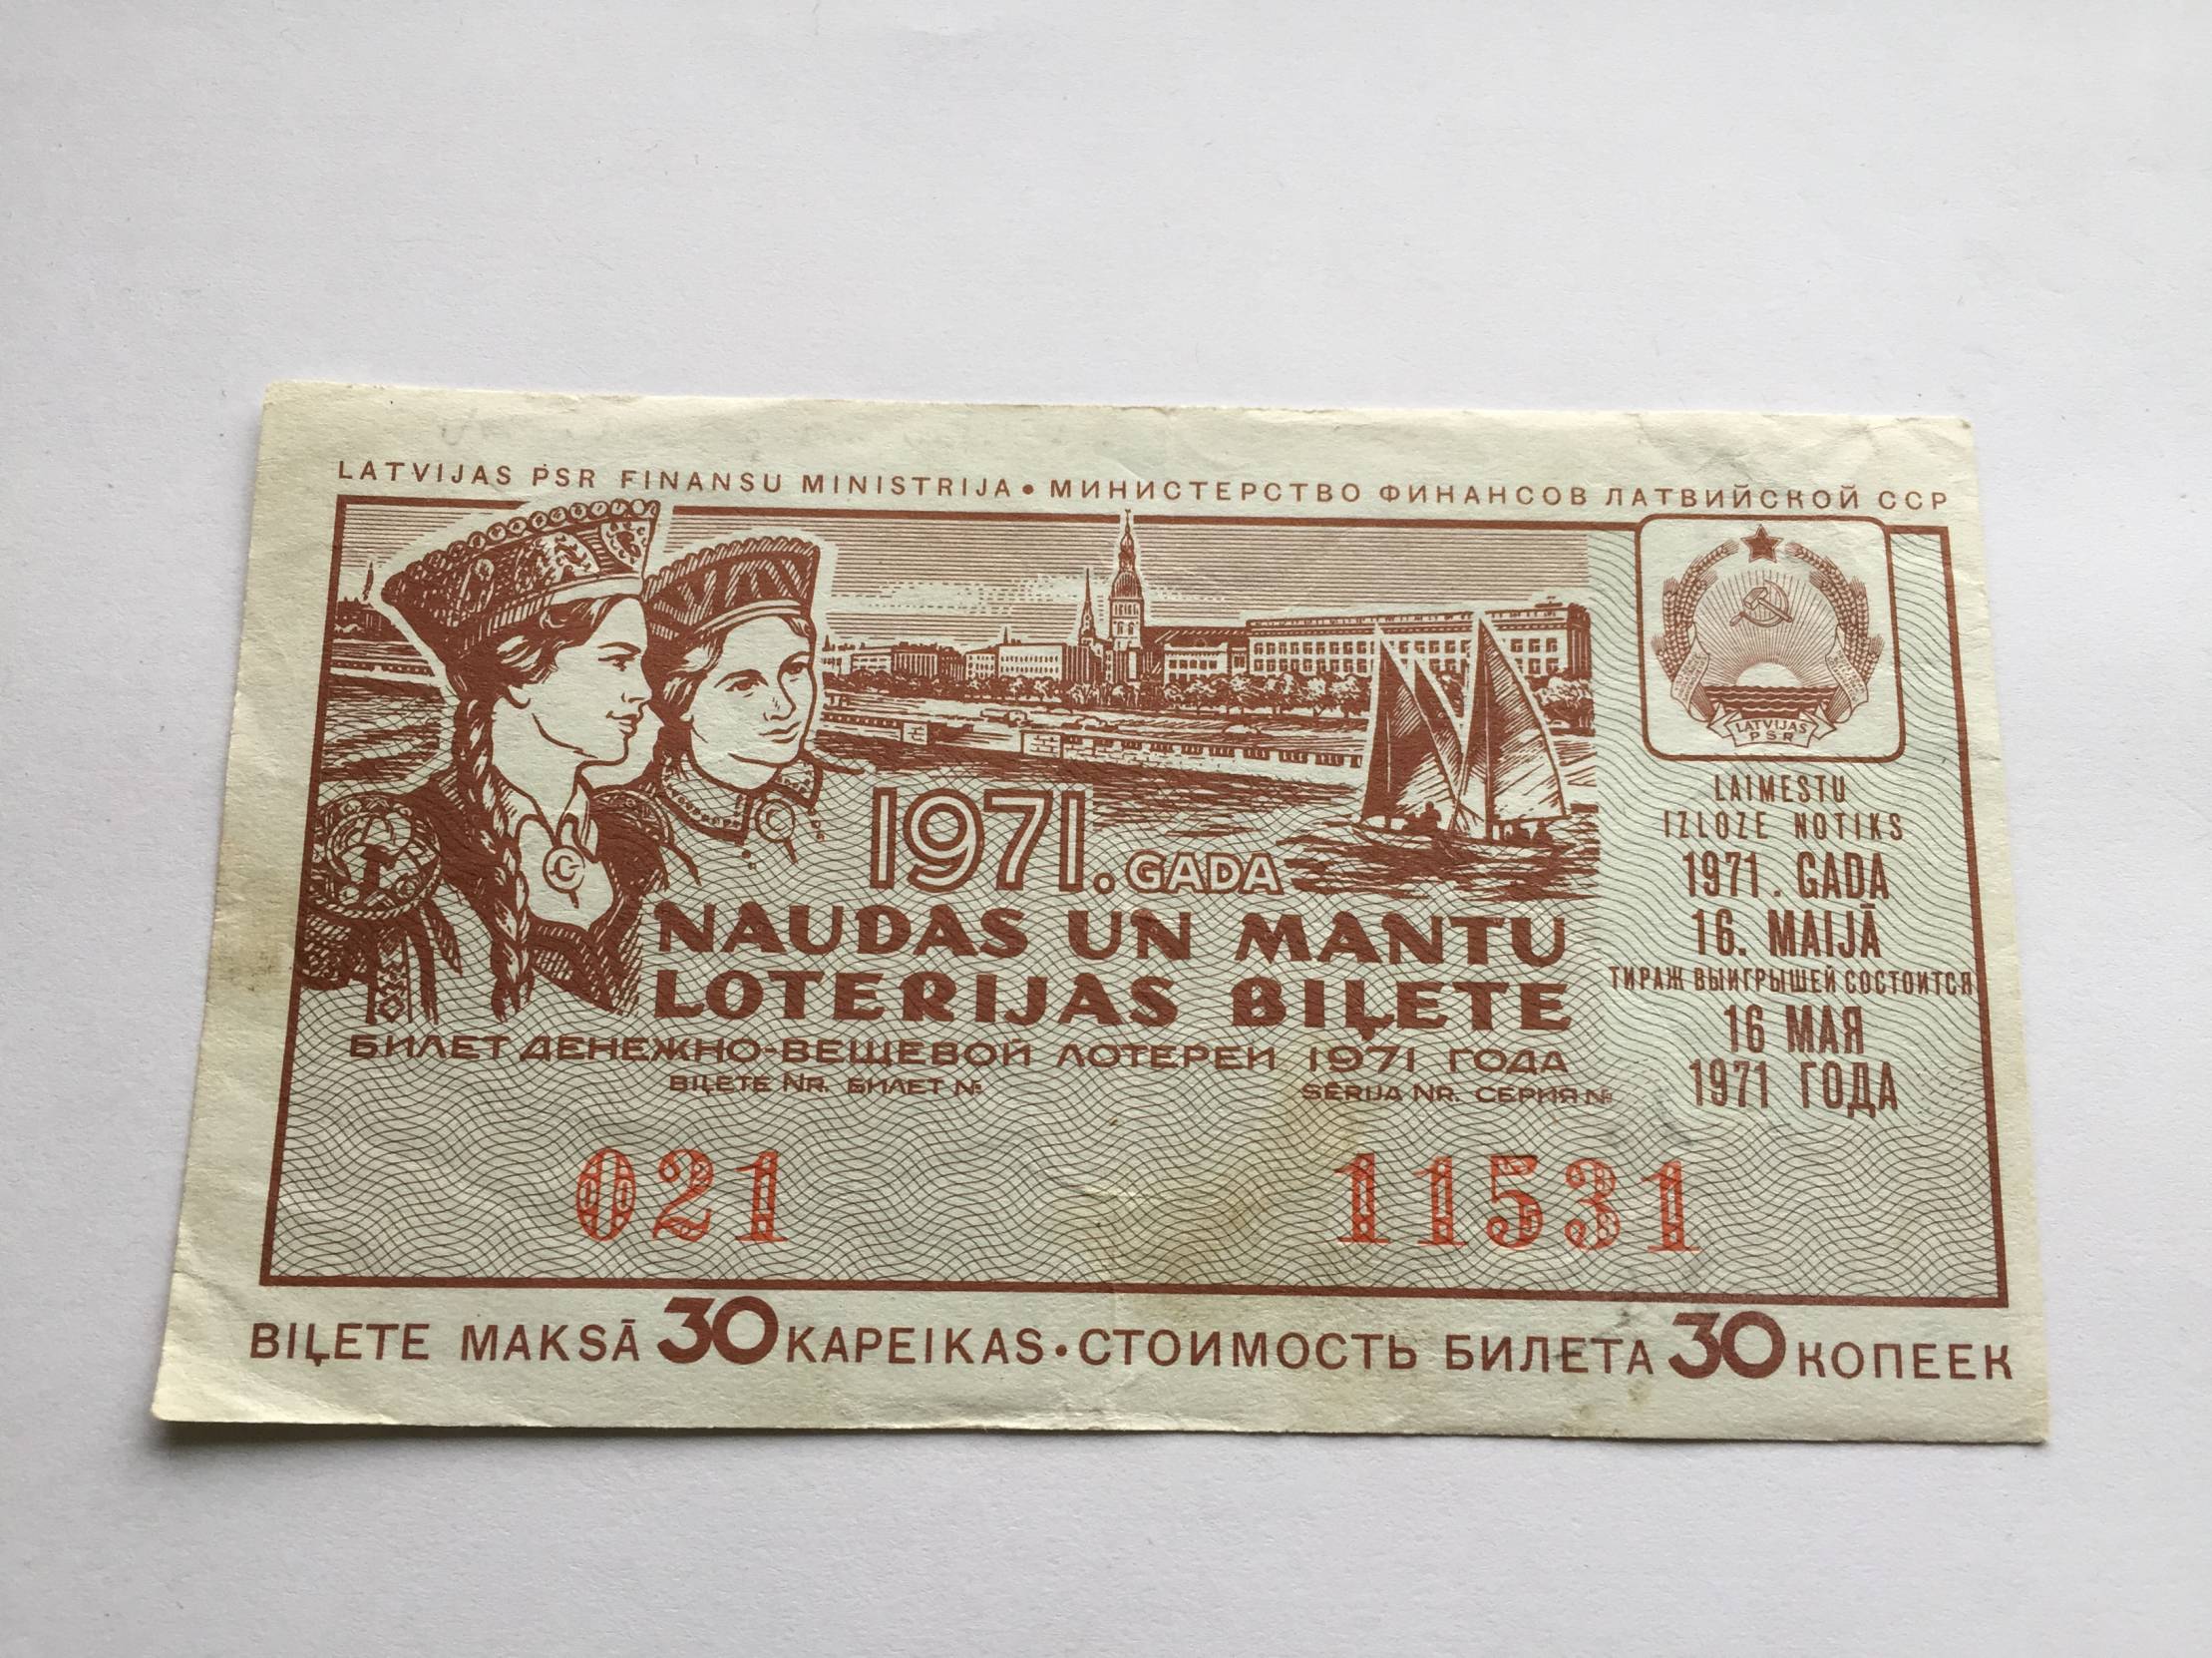 LATVIJAS PSR FINANSU MINISTRIJA • МИНИСТЕРСТВО ФИНАНСОВ ЛАТВИЙСКОЙ ССР
LATVIJAS
PSR
1971. GADA
NAUDAS UN MANTU
LOTERIJAS BIĻETE
БИЛЕТ ДЕНЕЖНО-ВЕЩЕВОЙ ЛОТЕРЕИ 1971 ГОДА
BIĻETE NR. БИЛЕТ № SĒRIJA NR. СЕРИЯ №
021 11531
LAIMESTU
IZLOZE NOTIKS
1971. GADA
16. MAIJĀ
ТИРАЖ ВЫИГРЫШЕЙ СОСТОИТСЯ
16 МАЯ
1971 ГОДА
BIĻETE MAKSĀ 30 KAPEIKAS • СТОИМОСТЬ БИЛЕТА 30 КОПЕЕК